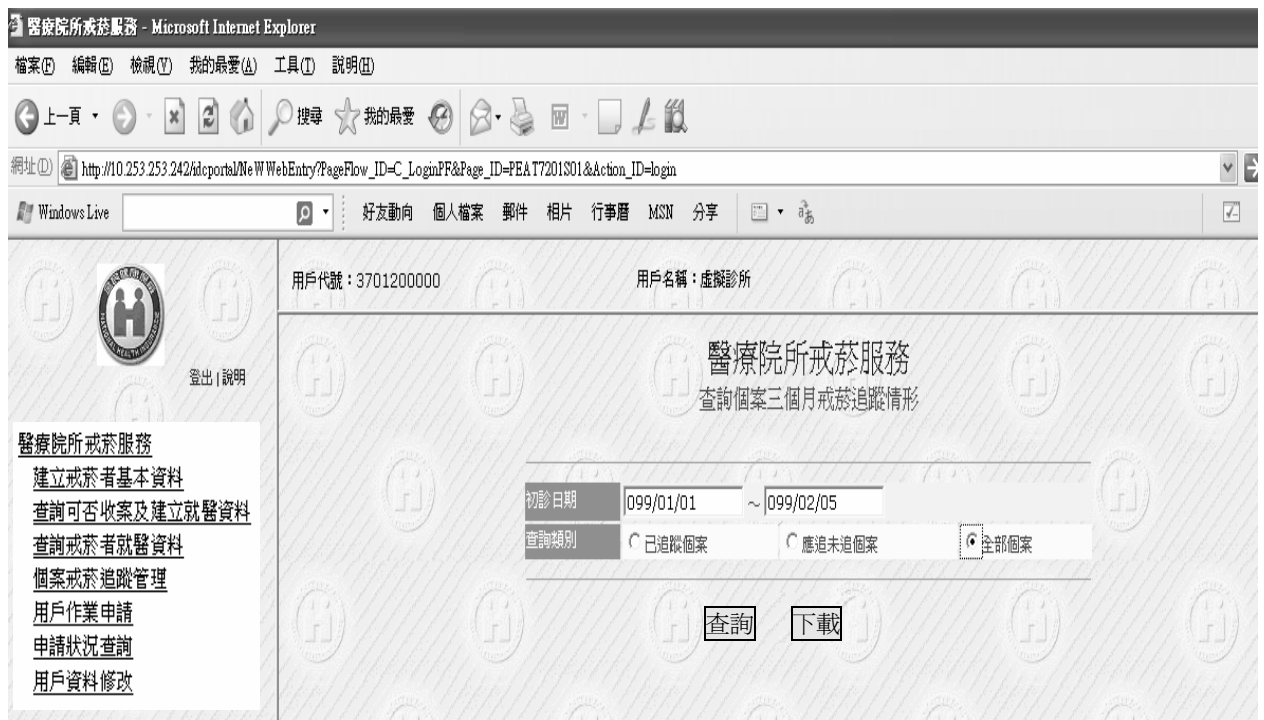 醫療院所戒菸服務 - Microsoft Internet Explorer
檔案(F) 編輯(E) 檢視(V) 我的最愛(A) 工具(T) 說明(H)
上一頁 搜尋 我的最愛
網址(D) http://10.253.253.242/idcportal/NeWWebEntry?PageFlow_ID=C_LoginPF&Page_ID=PEAT7201S01&Action_ID=login
Windows Live 好友動向 個人檔案 郵件 相片 行事曆 MSN 分享
用戶代號：3701200000 用戶名稱：虛擬診所
登出 | 說明
醫療院所戒菸服務
查詢個案三個月戒菸追蹤情形
醫療院所戒菸服務
建立戒菸者基本資料
查詢可否收案及建立就醫資料
查詢戒菸者就醫資料
個案戒菸追蹤管理
用戶作業申請
申請狀況查詢
用戶資料修改
初診日期 099/01/01 ～ 099/02/05
查詢類別 已追蹤個案 應追未追個案 全部個案
查詢 下載